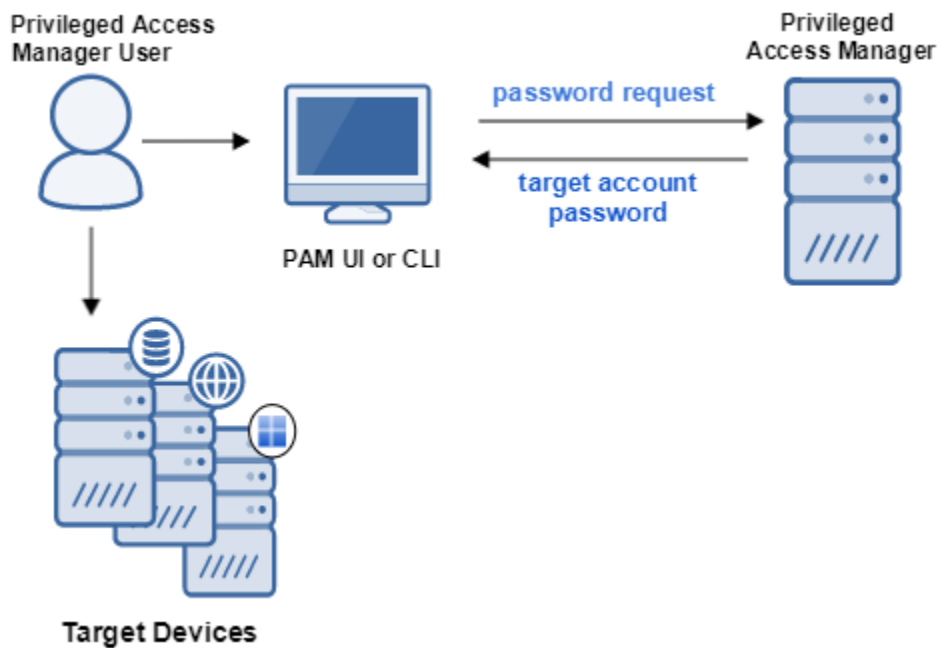 Privileged Access
Manager User
Privileged
Access Manager
password request
target account
password
PAM UI or CLI
Target Devices